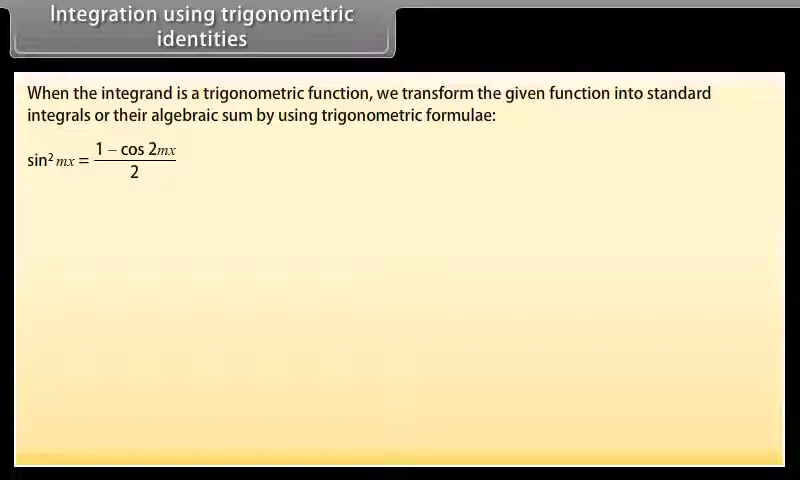 Integration using trigonometric
identities
When the integrand is a trigonometric function, we transform the given function into standard
integrals or their algebraic sum by using trigonometric formulae:
sin² mx = (1 – cos 2mx) / 2